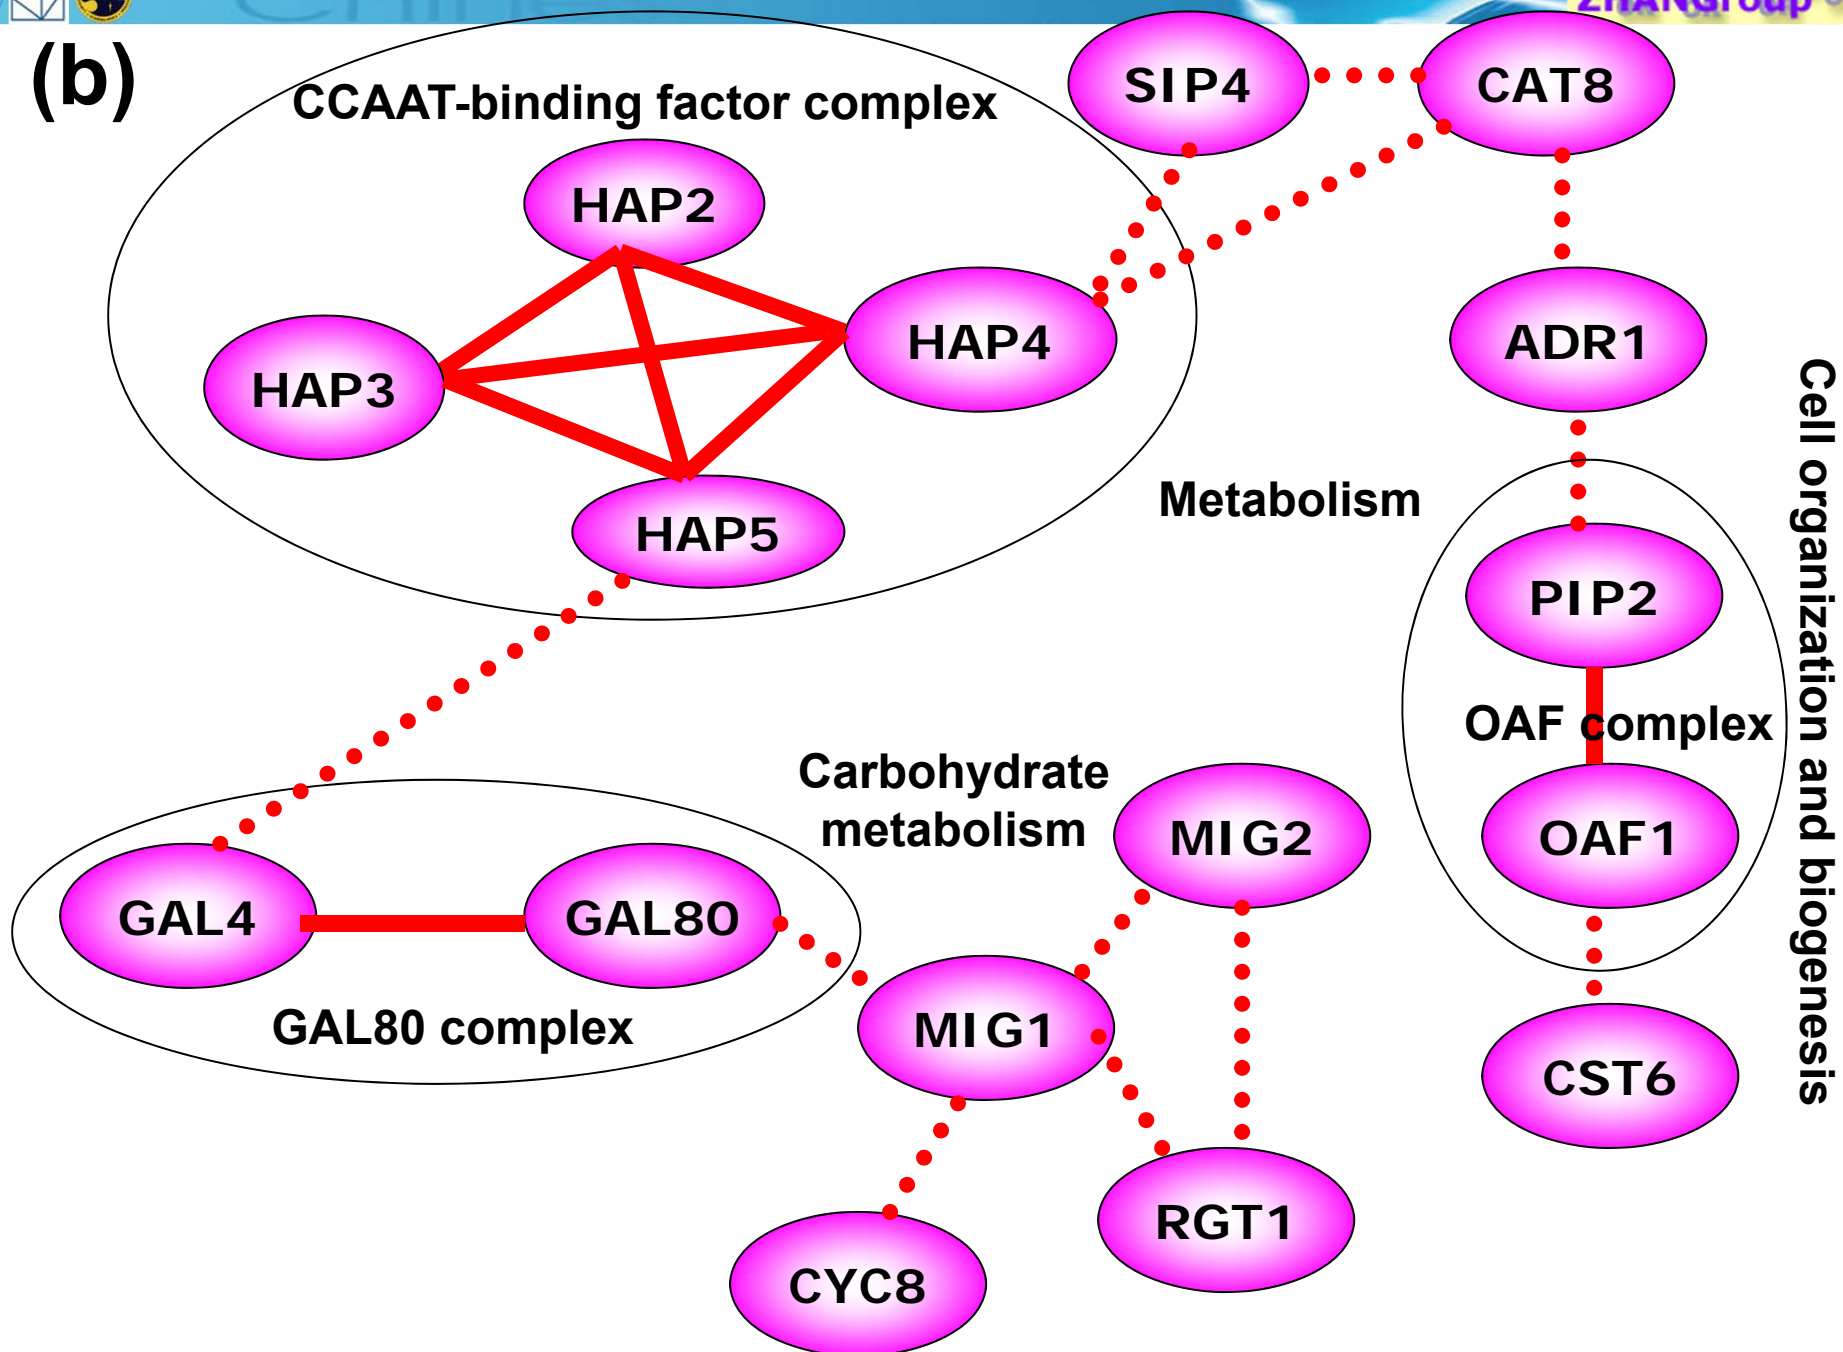 ZHANGroup
(b)
CCAAT-binding factor complex
SIP4
CAT8
HAP2
HAP4
ADR1
HAP3
HAP5
Metabolism
PIP2
OAF complex
OAF1
CST6
Cell organization and biogenesis
Carbohydrate
metabolism
MIG2
GAL4
GAL80
GAL80 complex
MIG1
RGT1
CYC8